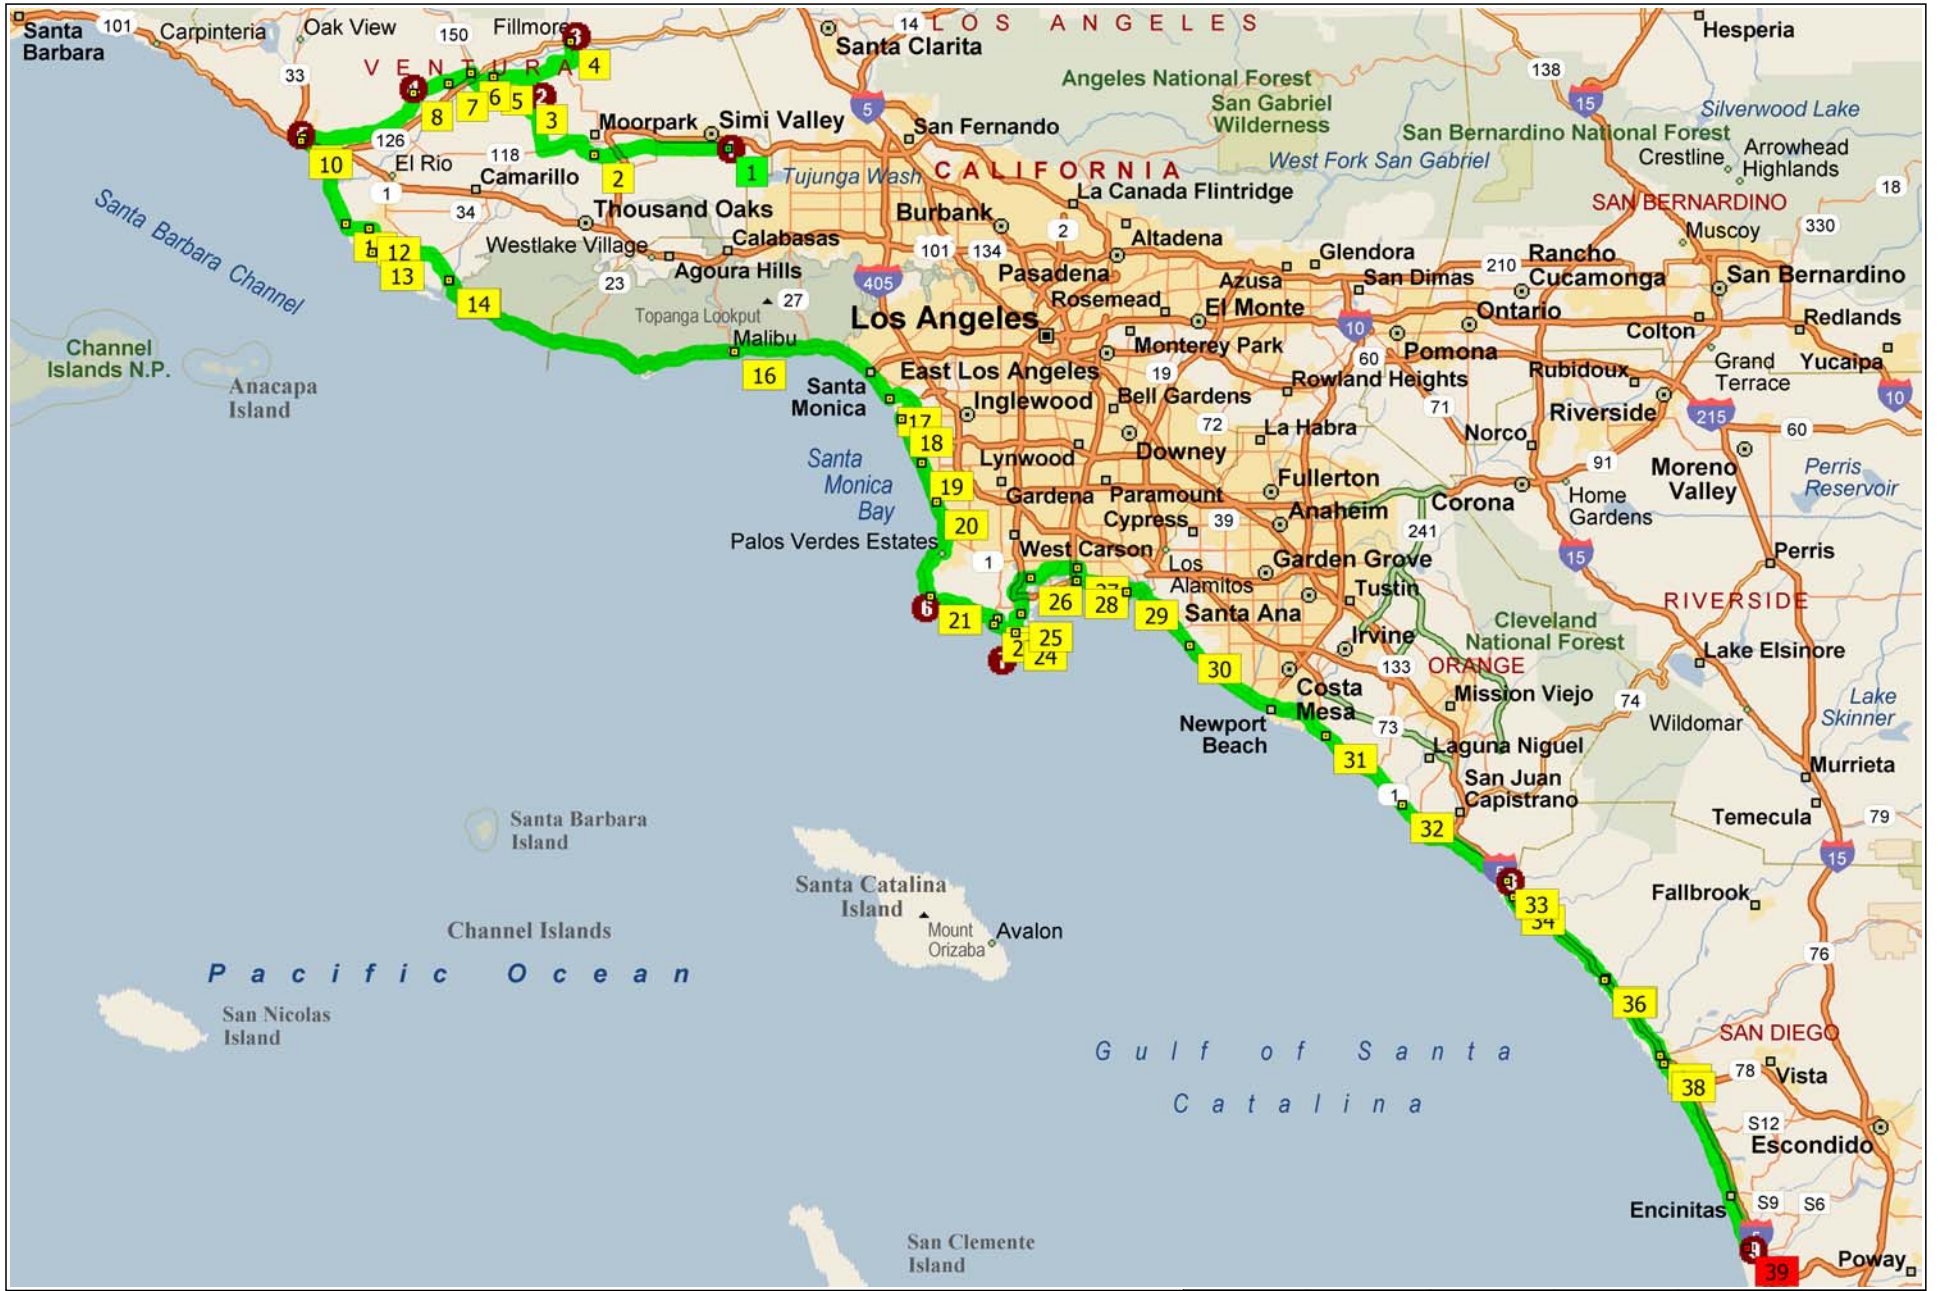 Santa
Barbara
101
Carpinteria
Oak View
150
Fillmore
3
14
LOS ANGELES
Hesperia
Santa Clarita
33
VENTURA
4
4
138
Angeles National Forest
San Gabriel
Wilderness
15
Silverwood Lake
8
7
6
5
2
3
5
Moorpark
Simi Valley
San Fernando
San Bernardino National Forest
Crestline
Arrowhead
Highlands
126
10
El Rio
118
Camarillo
2
1
Tujunga Wash
CALIFORNIA
West Fork San Gabriel
18
1
34
Thousand Oaks
La Canada Flintridge
SAN BERNARDINO
Santa Barbara Channel
Burbank
2
Altadena
Muscoy
330
12
13
Westlake Village
Calabasas
Agoura Hills
101
134
Pasadena
Glendora
Azusa
San Dimas
210
Rancho
Cucamonga
San Bernardino
14
23
27
405
Topanga Lookput
Rosemead
El Monte
Ontario
Los Angeles
10
Colton
Redlands
Channel
Islands N.P.
Malibu
Monterey Park
60
Pomona
Grand
Terrace
Yucaipa
Anacapa
Island
16
Santa
Monica
East Los Angeles
19
Rowland Heights
Rubidoux
10
Inglewood
Bell Gardens
71
Riverside
215
17
18
72
La Habra
Norco
60
Santa
Monica
Bay
Lynwood
Downey
91
Moreno
Valley
Perris
Reservoir
19
Gardena
Paramount
Fullerton
Corona
Home
Gardens
20
Cypress
39
Anaheim
241
Palos Verdes Estates
1
West Carson
Los
Alamitos
Garden Grove
15
Perris
Tustin
6
21
26
27
28
29
Santa Ana
Cleveland
National Forest
RIVERSIDE
25
24
Irvine
133
ORANGE
Lake Elsinore
30
Costa
Mesa
Mission Viejo
74
Wildomar
Lake
Skinner
Newport
Beach
73
31
Laguna Niguel
Murrieta
1
San Juan
Capistrano
Temecula
79
Santa Barbara
Island
32
15
Santa Catalina
Island
Mount
Orizaba
Avalon
33
34
Fallbrook
Channel Islands
76
Pacific Ocean
San Nicolas
Island
36
SAN DIEGO
Gulf of Santa
Catalina
38
78
Vista
S12
Escondido
Encinitas
S9
S6
San Clemente
Island
9
39
Poway